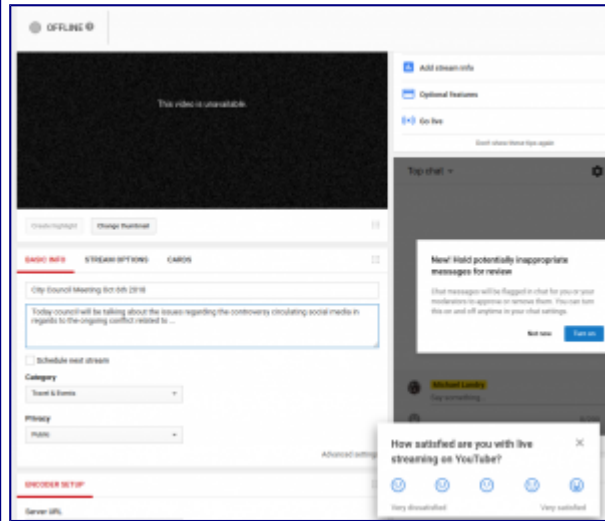 OFFLINE
This video is unavailable.
Create highlight
Change thumbnail
BASIC INFO STREAM OPTIONS CARDS
City Council Meeting Oct 5th 2018
Today council will be talking about the issues regarding the controversy circulating social media in
regards to the ongoing conflict related to ...
Schedule next stream
Category
Travel & Events
Privacy
Public
Advanced settings
ENCODER SETUP
Server URL
Add stream info
Optional features
Go live
Don't show these tips again
Top chat
New! Hold potentially inappropriate
messages for review
Chat messages will be flagged in chat for you or your
moderators to approve or remove them. You can turn
this on and off anytime in your chat settings.
Not now
Turn on
Michael Landry
Say something...
How satisfied are you with live
streaming on YouTube?
Very dissatisfied
Very satisfied